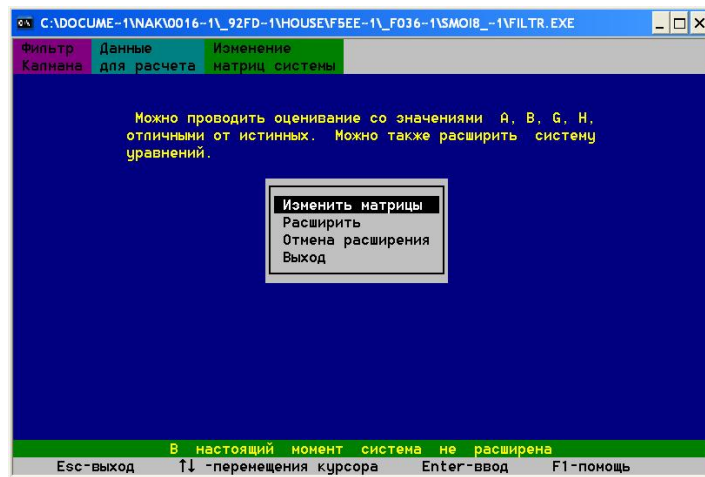 C:\DOCUME~1\NAK\0016~1\_92FD~1\HOUSE\F5EE~1\_F036~1\SMOI8_~1\FILTR.EXE
Фильтр Данные Изменение
Калмана для расчета матриц системы
Можно проводить оценивание со значениями A, B, G, H,
отличными от истинных. Можно также расширить систему
уравнений.
Изменить матрицы
Расширить
Отмена расширения
Выход
В настоящий момент система не расширена
Esc-выход ↑↓ -перемещения курсора Enter-ввод F1-помощь